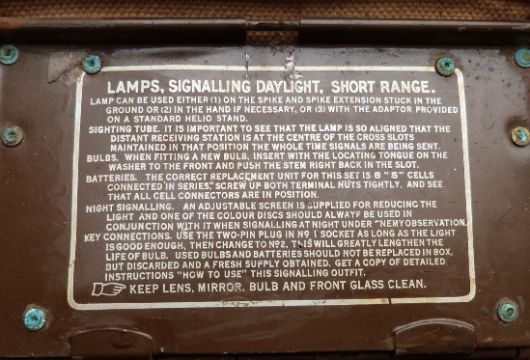 LAMPS, SIGNALLING DAYLIGHT, SHORT RANGE.
LAMP CAN BE USED EITHER (1) ON THE SPIKE AND SPIKE EXTENSION STUCK IN THE
GROUND OR (2) IN THE HAND IF NECESSARY, OR (3) WITH THE ADAPTOR PROVIDED
ON A STANDARD HELIO STAND.
SIGHTING TUBE. IT IS IMPORTANT TO SEE THAT THE LAMP IS SO ALIGNED THAT THE
DISTANT RECEIVING STATION IS AT THE CENTRE OF THE CROSS SLOTS
MAINTAINED IN THAT POSITION THE WHOLE TIME SIGNALS ARE BEING SENT.
BULBS. WHEN FITTING A NEW BULB, INSERT WITH THE LOCATING TONGUE ON THE
WASHER TO THE FRONT AND PUSH THE STEM RIGHT BACK IN THE SLOT.
BATTERIES. THE CORRECT REPLACEMENT UNIT FOR THIS SET IS 8 "S" CELLS
CONNECTED IN SERIES, SCREW UP BOTH TERMINAL NUTS TIGHTLY. AND SEE
THAT ALL CELL CONNECTORS ARE IN POSITION.
NIGHT SIGNALLING. AN ADJUSTABLE SCREEN IS SUPPLIED FOR REDUCING THE
LIGHT AND ONE OF THE COLOUR DISCS SHOULD ALWAYS BE USED IN
CONJUNCTION WITH IT WHEN SIGNALLING AT NIGHT UNDER ENEMY OBSERVATION.
KEY CONNECTIONS. USE THE TWO-PIN PLUG IN Nº 1 SOCKET AS LONG AS THE LIGHT
IS GOOD ENOUGH, THEN CHANGE TO Nº2. THIS WILL GREATLY LENGTHEN THE
LIFE OF BULB. USED BULBS AND BATTERIES SHOULD NOT BE REPLACED IN BOX,
BUT DISCARDED AND A FRESH SUPPLY OBTAINED. GET A COPY OF DETAILED
INSTRUCTIONS "HOW TO USE" THIS SIGNALLING OUTFIT.
KEEP LENS, MIRROR, BULB AND FRONT GLASS CLEAN.